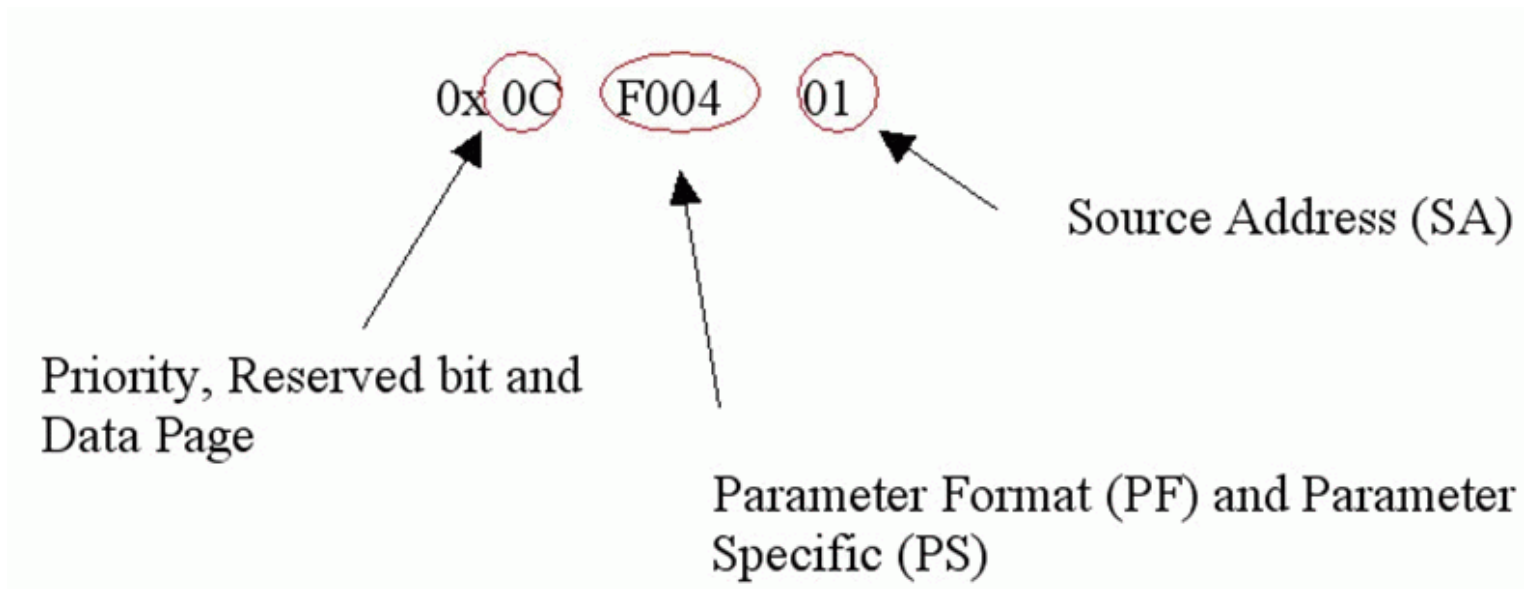 0x 0C F004 01
Source Address (SA)
Priority, Reserved bit and
Data Page
Parameter Format (PF) and Parameter
Specific (PS)